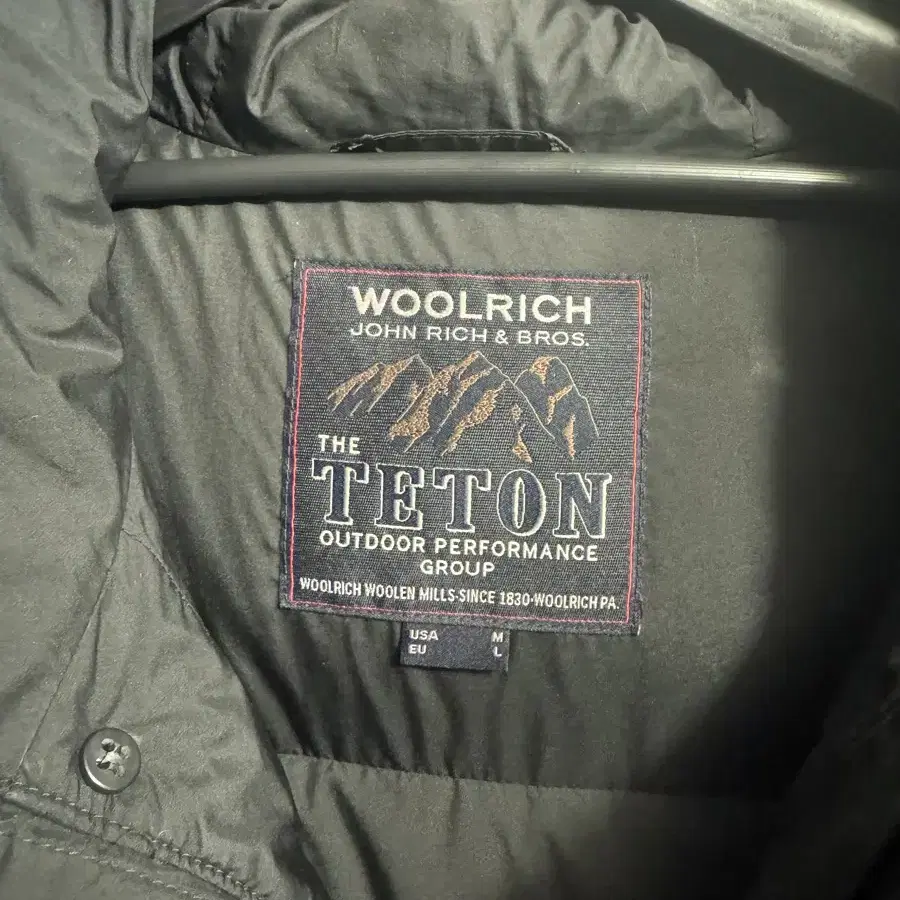 WOOLRICH
JOHN RICH & BROS.
THE
TETON
OUTDOOR PERFORMANCE
GROUP
WOOLRICH WOOLEN MILLS·SINCE 1830·WOOLRICH PA.
USA M
EU L